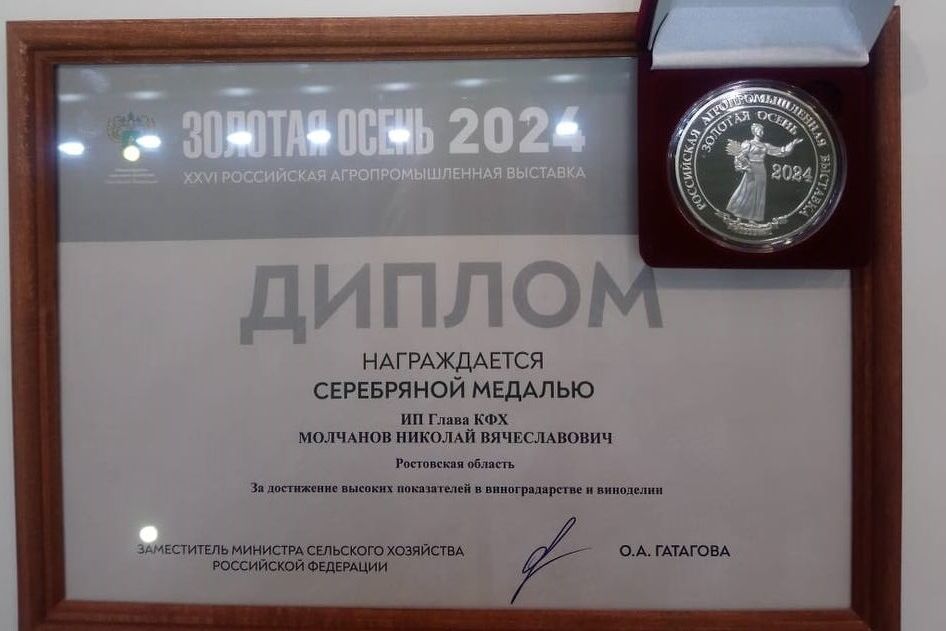 ЗОЛОТАЯ ОСЕНЬ 2024
XXVI РОССИЙСКАЯ АГРОПРОМЫШЛЕННАЯ ВЫСТАВКА
РОССИЙСКАЯ АГРОПРОМЫШЛЕННАЯ ВЫСТАВКА
ЗОЛОТАЯ ОСЕНЬ
2024
ДИПЛОМ
НАГРАЖДАЕТСЯ
СЕРЕБРЯНОЙ МЕДАЛЬЮ
ИП Глава КФХ
МОЛЧАНОВ НИКОЛАЙ ВЯЧЕСЛАВОВИЧ
Ростовская область
За достижение высоких показателей в виноградарстве и виноделии
ЗАМЕСТИТЕЛЬ МИНИСТРА СЕЛЬСКОГО ХОЗЯЙСТВА
РОССИЙСКОЙ ФЕДЕРАЦИИ
О.А. ГАТАГОВА